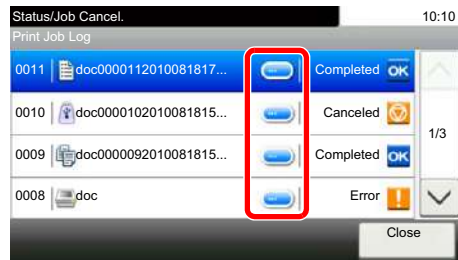 Status/Job Cancel. 10:10
Print Job Log
0011 doc0000112010081817... Completed OK
0010 doc0000102010081815... Canceled
0009 doc0000092010081815... Completed OK
1/3
0008 doc Error
Close